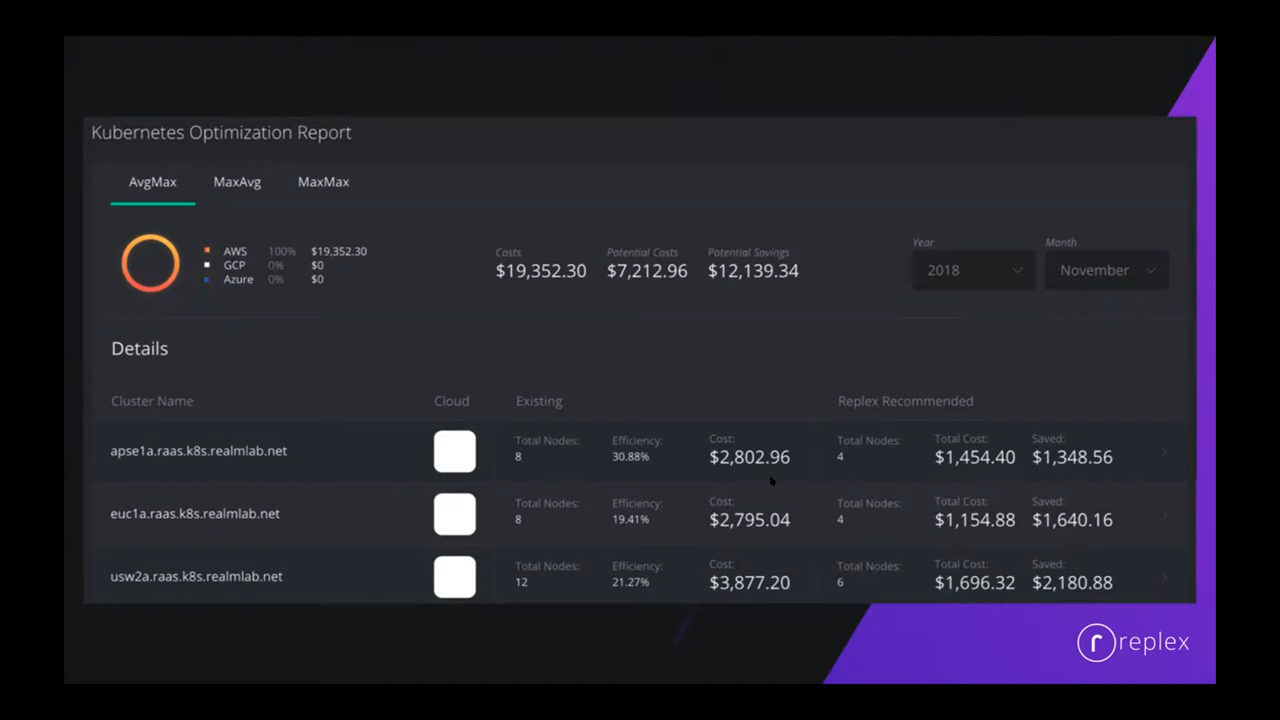 Kubernetes Optimization Report
AvgMax MaxAvg MaxMax
AWS 100% $19,352.30
GCP 0% $0
Azure 0% $0
Costs Potential Costs Potential Savings
$19,352.30 $7,212.96 $12,139.34
Year Month
2018 November
Details
Cluster Name Cloud Existing Replex Recommended
apse1a.raas.k8s.realmlab.net
Total Nodes: Efficiency: Cost: Total Nodes: Total Cost: Saved:
8 30.88% $2,802.96 4 $1,454.40 $1,348.56
euc1a.raas.k8s.realmlab.net
Total Nodes: Efficiency: Cost: Total Nodes: Total Cost: Saved:
8 19.41% $2,795.04 4 $1,154.88 $1,640.16
usw2a.raas.k8s.realmlab.net
Total Nodes: Efficiency: Cost: Total Nodes: Total Cost: Saved:
12 21.27% $3,877.20 6 $1,696.32 $2,180.88
r replex